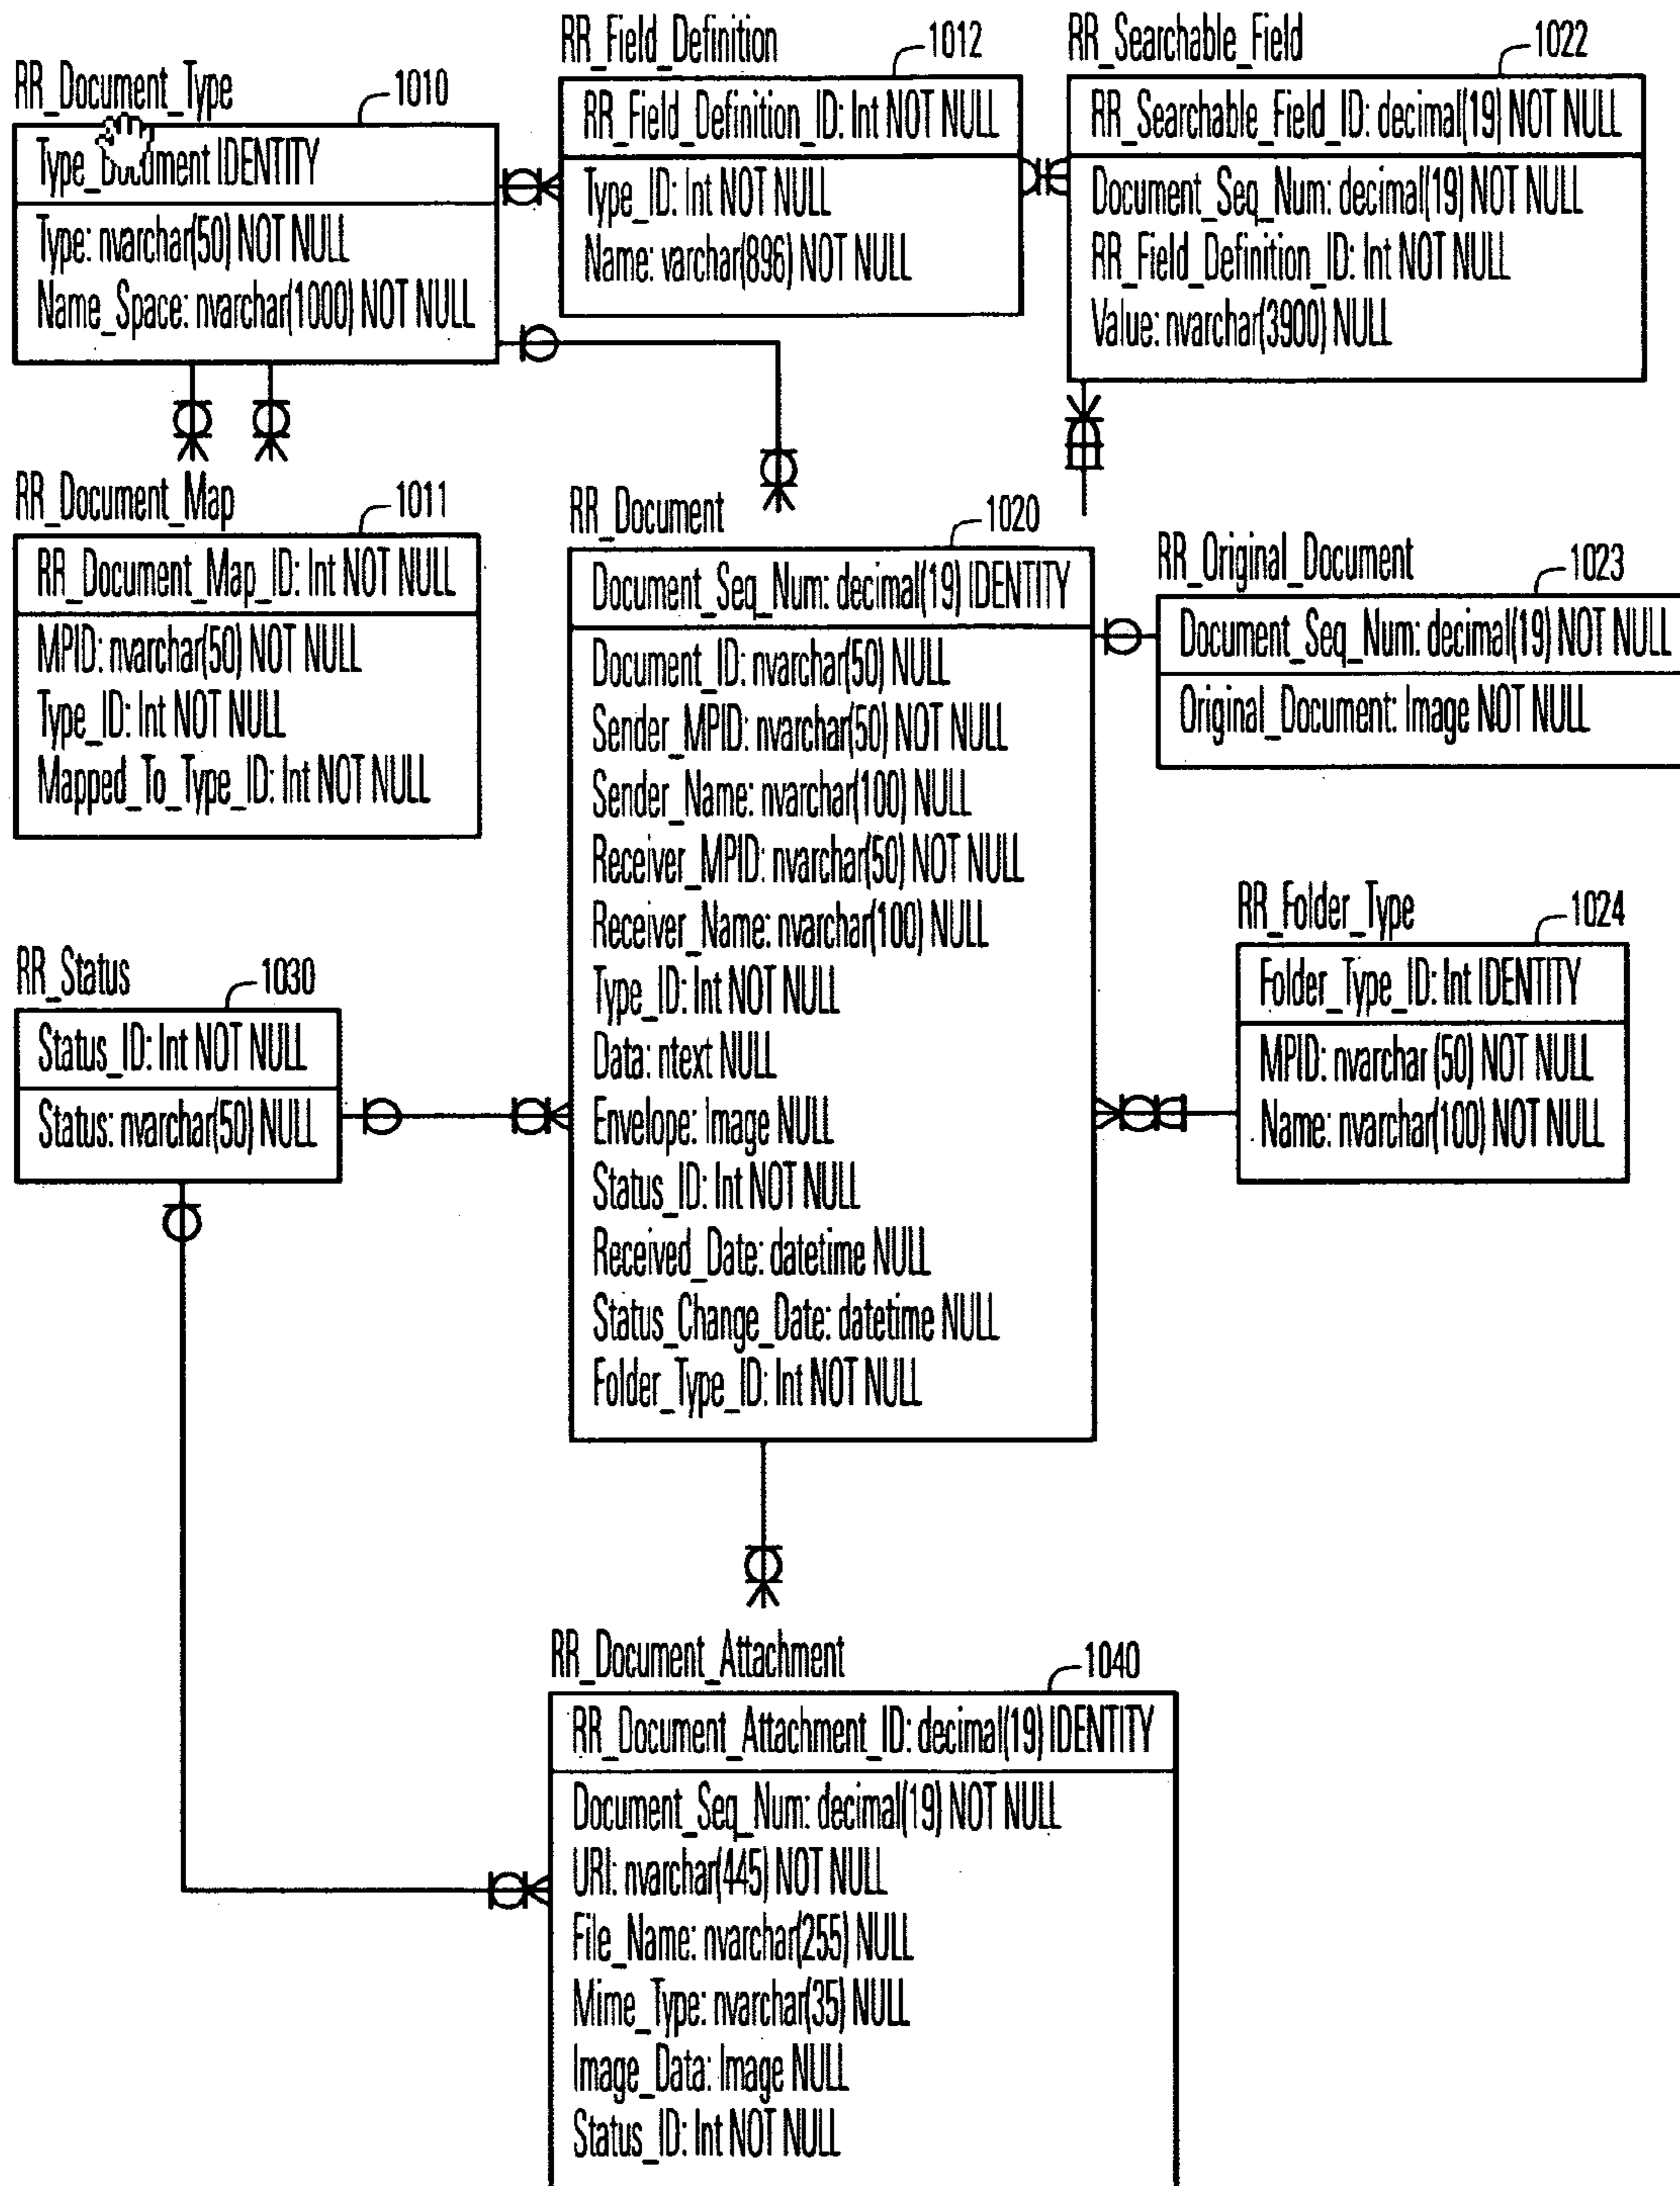 RR_Document_Type
1010
Type_Document IDENTITY
Type: nvarchar(50) NOT NULL
Name_Space: nvarchar(1000) NOT NULL
RR_Field_Definition
1012
RR_Field_Definition_ID: Int NOT NULL
Type_ID: Int NOT NULL
Name: varchar(896) NOT NULL
RR_Searchable_Field
1022
RR_Searchable_Field_ID: decimal(19) NOT NULL
Document_Seq_Num: decimal(19) NOT NULL
RR_Field_Definition_ID: Int NOT NULL
Value: nvarchar(3900) NULL
RR_Document_Map
1011
RR_Document_Map_ID: Int NOT NULL
MPID: nvarchar(50) NOT NULL
Type_ID: Int NOT NULL
Mapped_To_Type_ID: Int NOT NULL
RR_Document
1020
Document_Seq_Num: decimal(19) IDENTITY
Document_ID: nvarchar(50) NULL
Sender_MPID: nvarchar(50) NOT NULL
Sender_Name: nvarchar(100) NULL
Receiver_MPID: nvarchar(50) NOT NULL
Receiver_Name: nvarchar(100) NULL
Type_ID: Int NOT NULL
Data: ntext NULL
Envelope: Image NULL
Status_ID: Int NOT NULL
Received_Date: datetime NULL
Status_Change_Date: datetime NULL
Folder_Type_ID: Int NOT NULL
RR_Original_Document
1023
Document_Seq_Num: decimal(19) NOT NULL
Original_Document: Image NOT NULL
RR_Folder_Type
1024
Folder_Type_ID: Int IDENTITY
MPID: nvarchar (50) NOT NULL
Name: nvarchar(100) NOT NULL
RR_Status
1030
Status_ID: Int NOT NULL
Status: nvarchar(50) NULL
RR_Document_Attachment
1040
RR_Document_Attachment_ID: decimal(19) IDENTITY
Document_Seq_Num: decimal(19) NOT NULL
URI: nvarchar(445) NOT NULL
File_Name: nvarchar(255) NULL
Mime_Type: nvarchar(35) NULL
Image_Data: Image NULL
Status_ID: Int NOT NULL